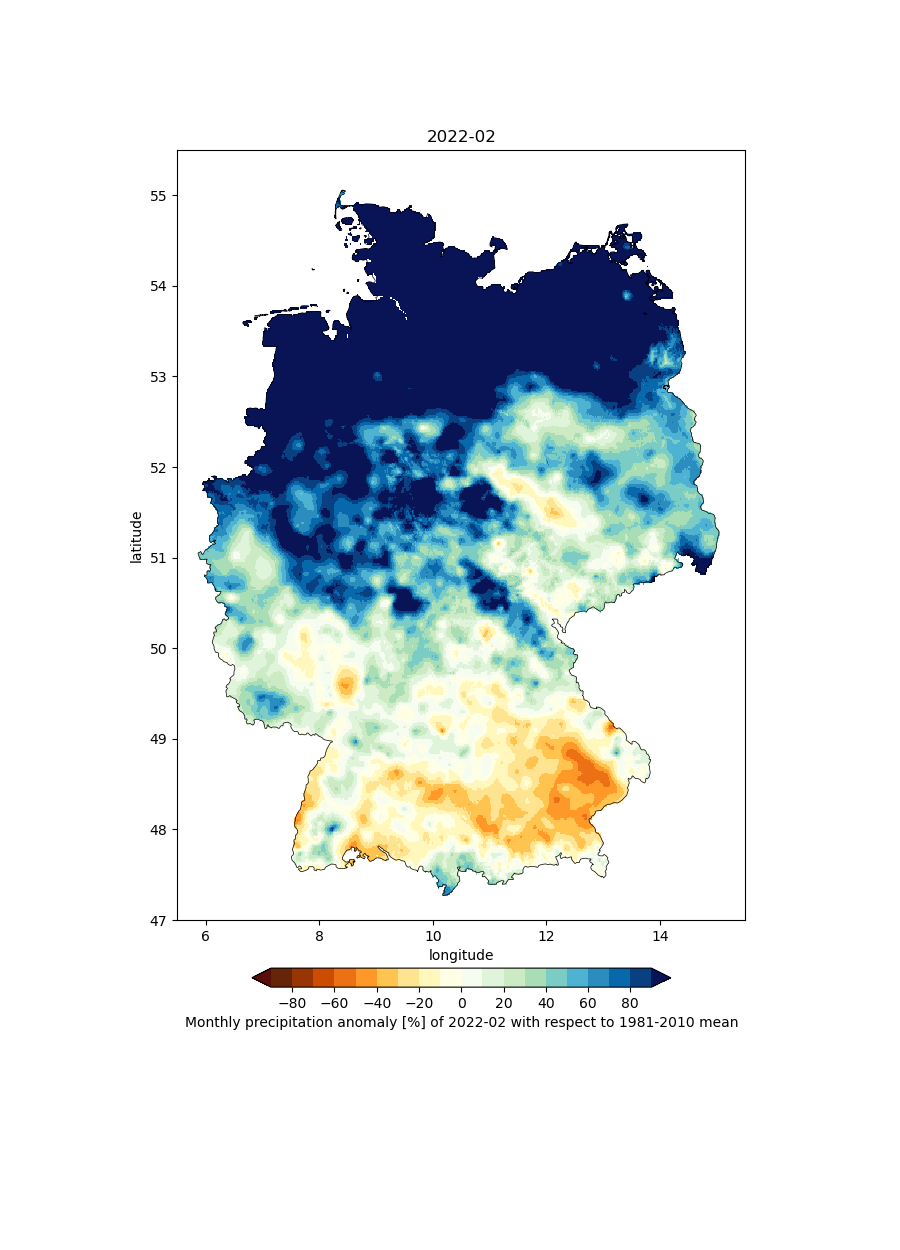 2022-02
55
54
53
52
51
50
49
48
47
latitude
6 8 10 12 14
longitude
−80 −60 −40 −20 0 20 40 60 80
Monthly precipitation anomaly [%] of 2022-02 with respect to 1981-2010 mean